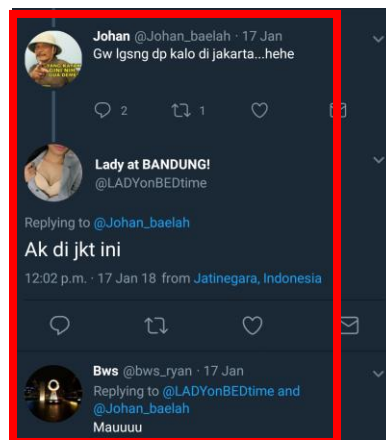 Johan @Johan_baelah · 17 Jan
Gw lgsng dp kalo di jakarta...hehe
2 1
Lady at BANDUNG!
@LADYonBEDtime
Replying to @Johan_baelah
Ak di jkt ini
12:02 p.m. · 17 Jan 18 from Jatinegara, Indonesia
Bws @bws_ryan · 17 Jan
Replying to @LADYonBEDtime and
@Johan_baelah
Mauuuu